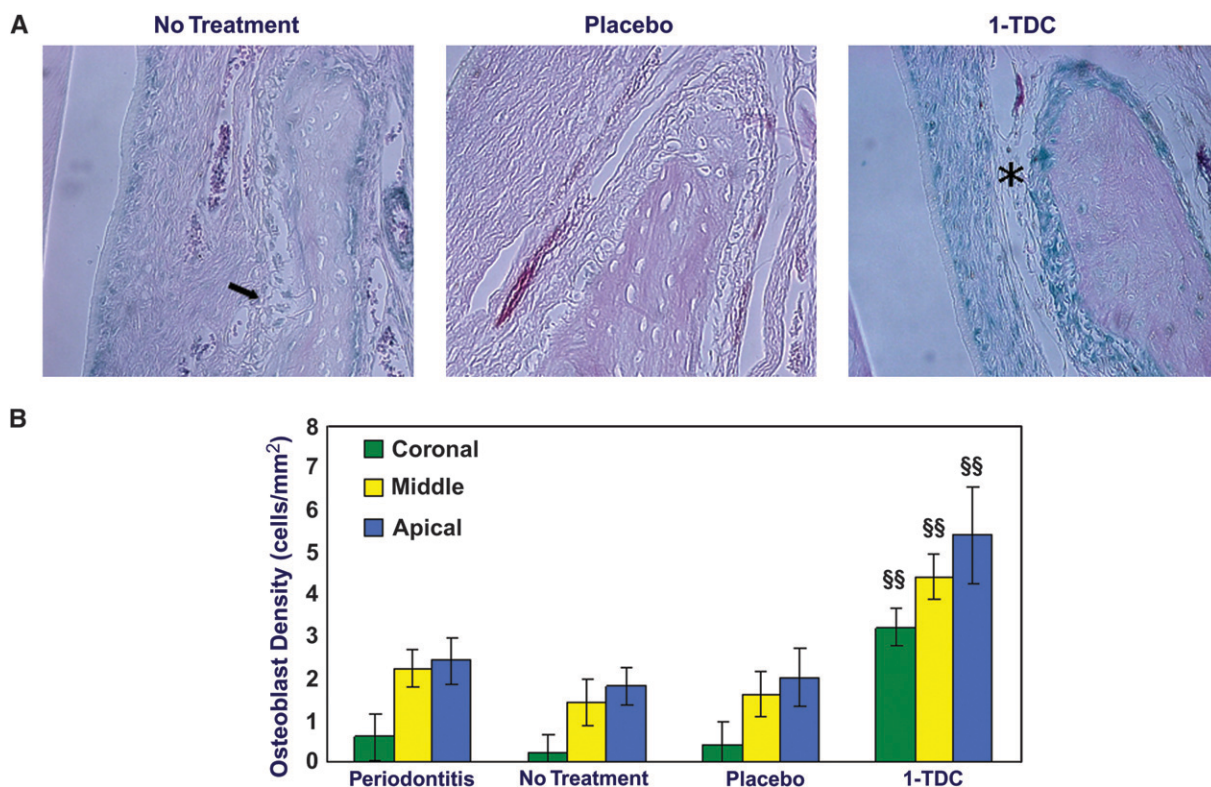 A
No Treatment
Placebo
1-TDC
*
B
Osteoblast Density (cells/mm²)
8
7
6
5
4
3
2
1
0
Coronal
Middle
Apical
§§
§§
§§
Periodontitis
No Treatment
Placebo
1-TDC